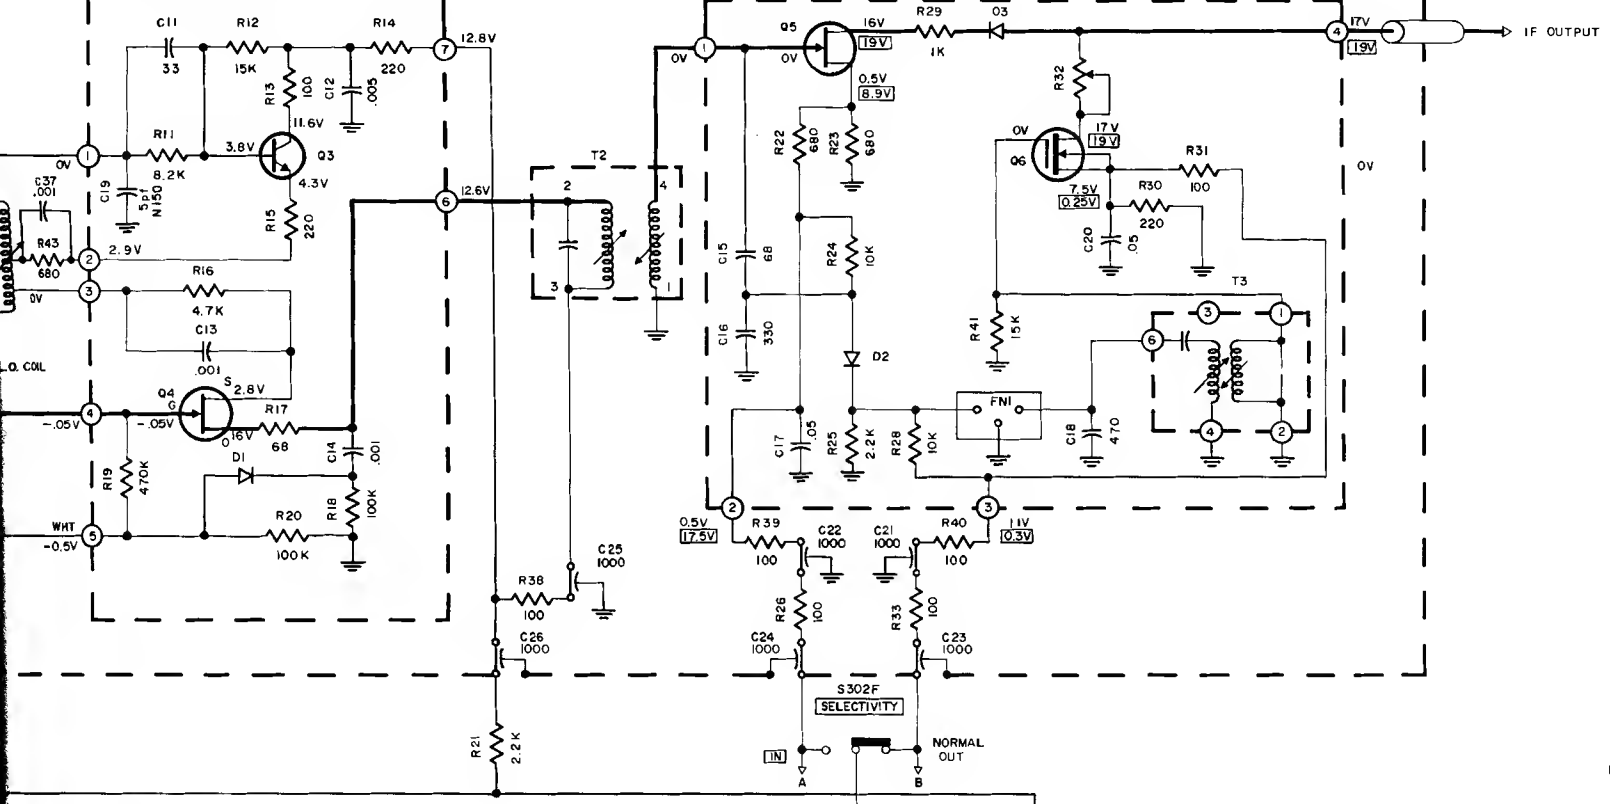 C11
33
R12
15K
R13
100
C12
.005
R14
220
7
12.8V
11.6V
1
0V
R11
8.2K
3.8V
Q3
4.3V
C19
5pf
N150
R15
220
C37
.001
R43
680
2
2.9V
3
0V
R16
4.7K
C13
.001
L.O. COIL
Q4
G
S
2.8V
4
-.05V
-.05V
D
16V
R17
68
C14
.001
D1
R19
470K
R18
100K
WHT
5
-0.5V
R20
100K
6
12.6V
T2
2
4
3
1
R38
100
C25
1000
C26
1000
R21
2.2K
1
0V
Q5
0V
16V
19V
R29
1K
D3
0.5V
8.9V
R22
680
R23
680
C15
68
R24
10K
C16
330
D2
C17
.05
R25
2.2K
R28
10K
FN1
C18
470
R32
0V
Q6
17V
19V
7.5V
0.25V
R31
100
R30
220
C20
.05
R41
15K
T3
3
1
6
4
2
4
17V
19V
IF OUTPUT
0V
2
0.5V
17.5V
R39
100
C22
1000
C21
1000
R40
100
3
11V
0.3V
R26
100
R33
100
C24
1000
C23
1000
S302F
SELECTIVITY
IN
A
B
NORMAL
OUT